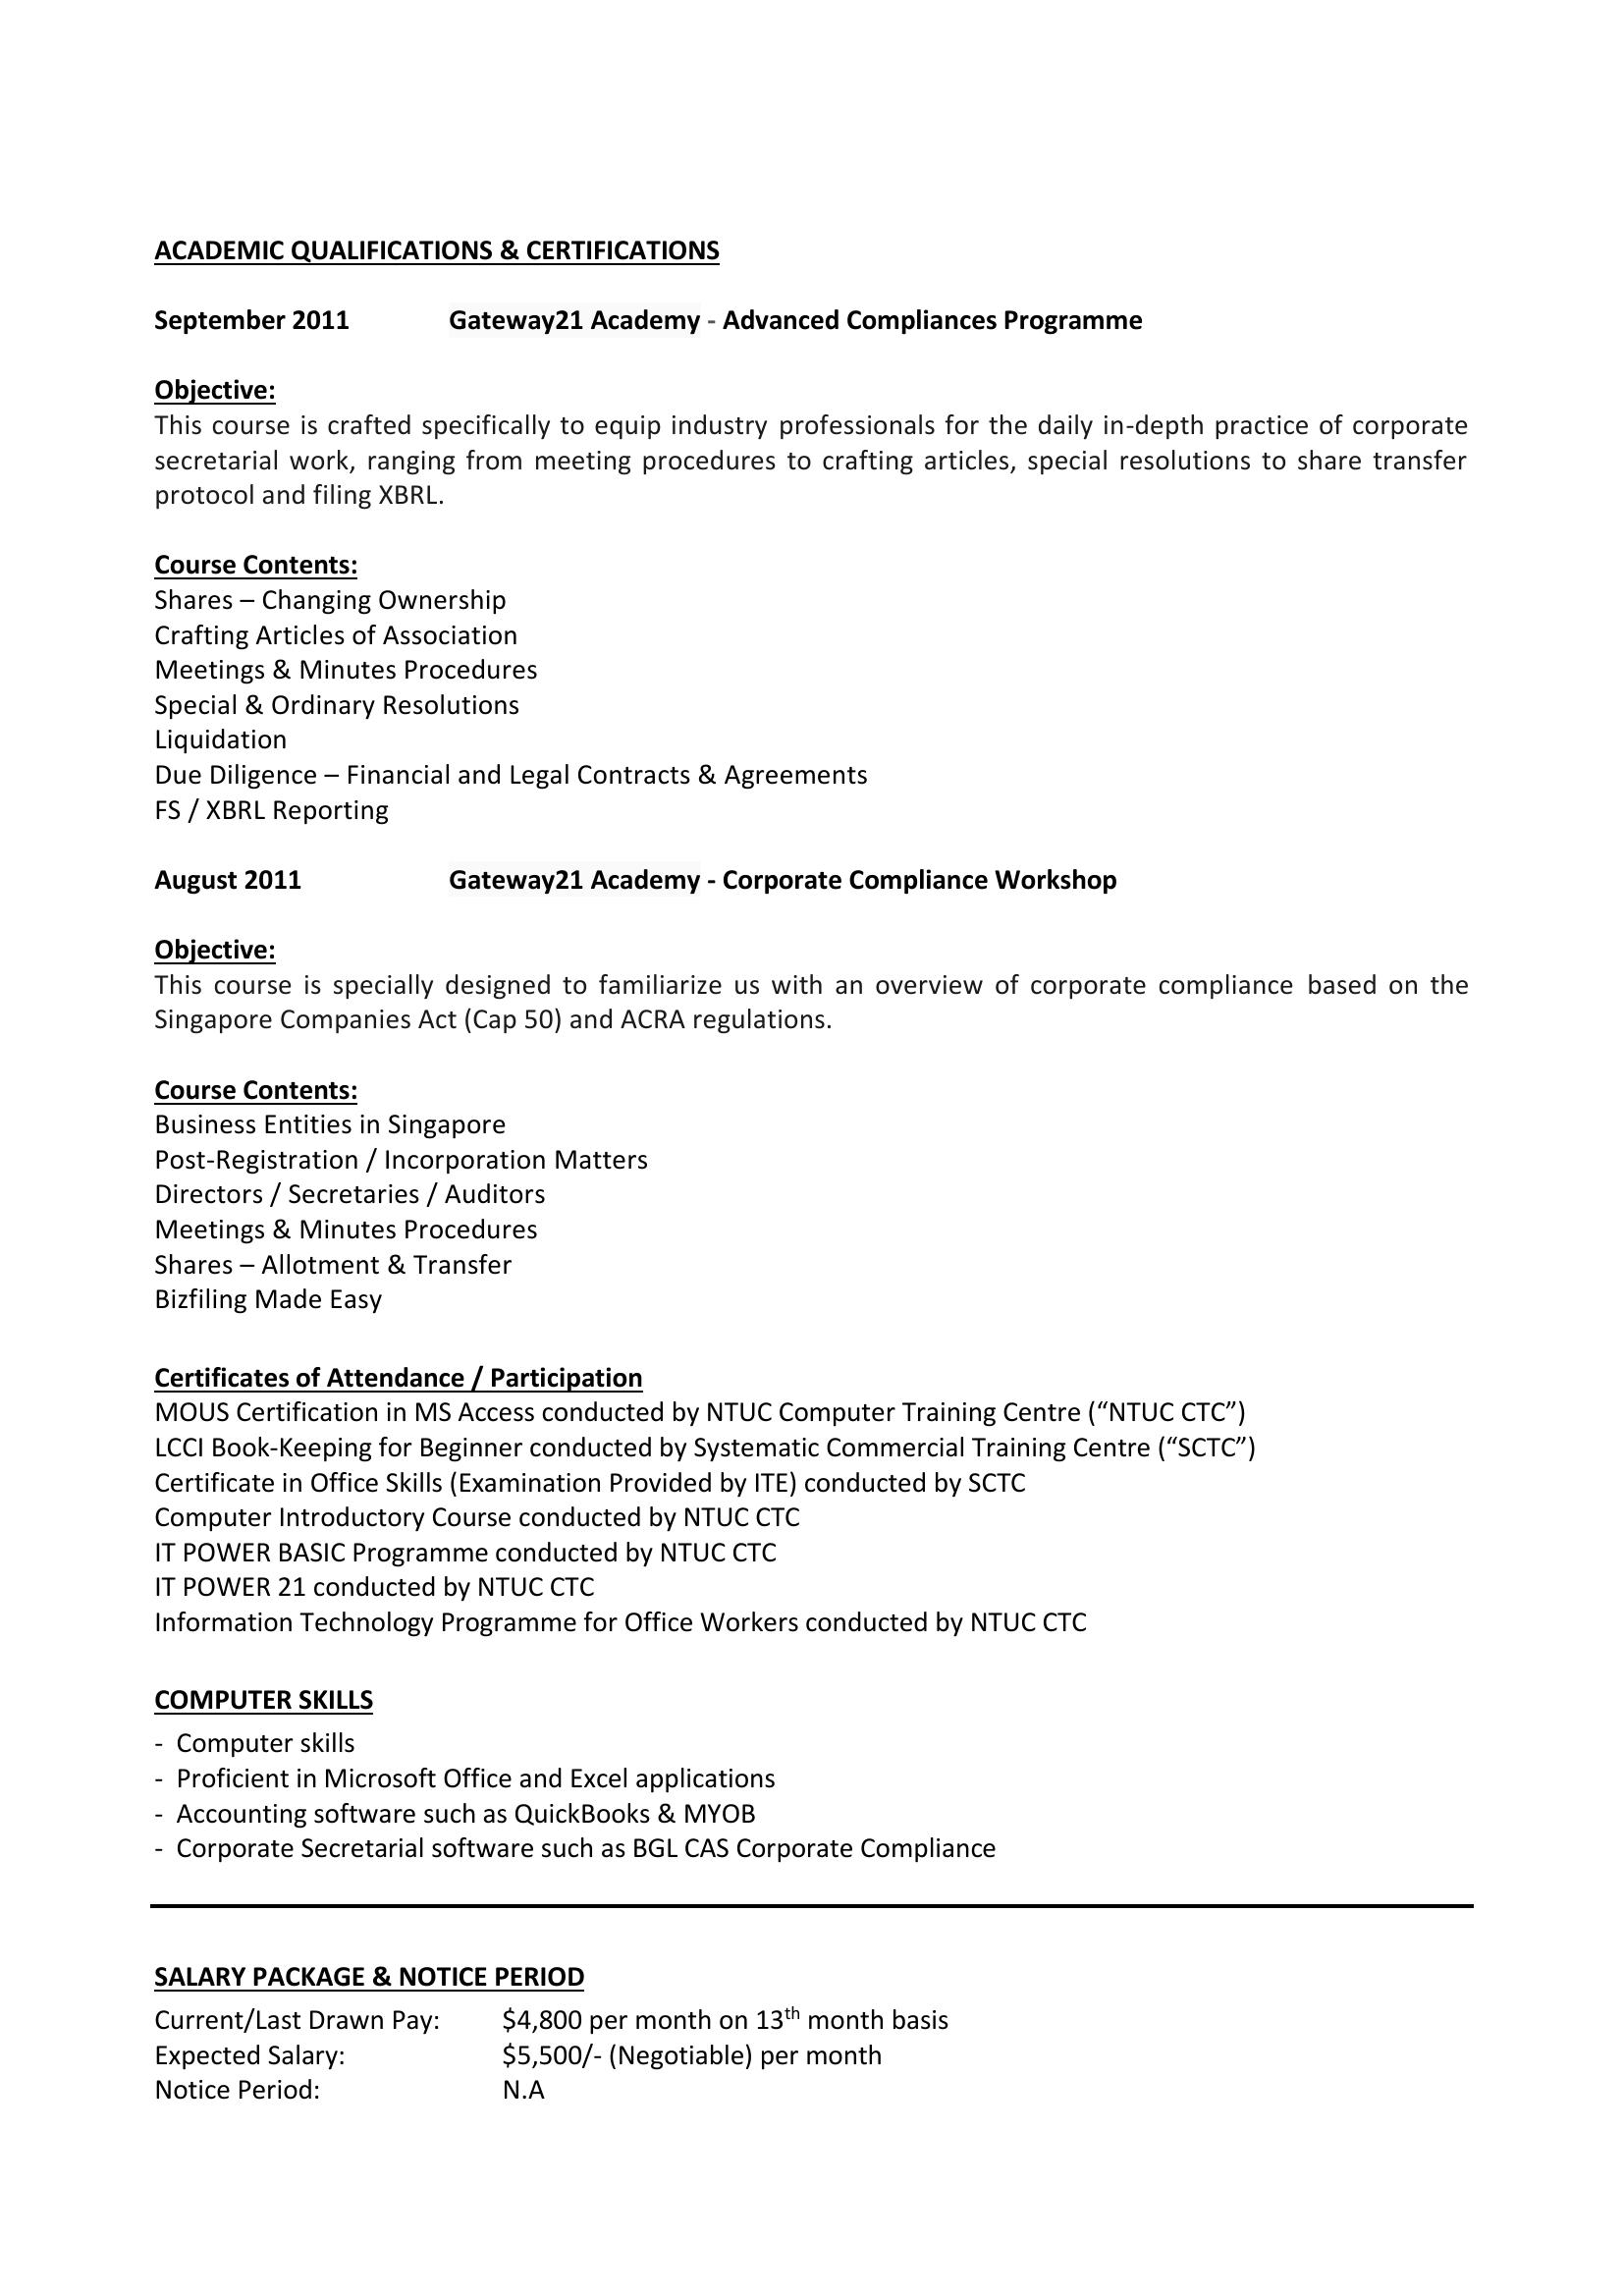 ACADEMIC QUALIFICATIONS & CERTIFICATIONS
September 2011 Gateway21 Academy - Advanced Compliances Programme
Objective:
This course is crafted specifically to equip industry professionals for the daily in-depth practice of corporate
secretarial work, ranging from meeting procedures to crafting articles, special resolutions to share transfer
protocol and filing XBRL.
Course Contents:
Shares – Changing Ownership
Crafting Articles of Association
Meetings & Minutes Procedures
Special & Ordinary Resolutions
Liquidation
Due Diligence – Financial and Legal Contracts & Agreements
FS / XBRL Reporting
August 2011 Gateway21 Academy - Corporate Compliance Workshop
Objective:
This course is specially designed to familiarize us with an overview of corporate compliance based on the
Singapore Companies Act (Cap 50) and ACRA regulations.
Course Contents:
Business Entities in Singapore
Post-Registration / Incorporation Matters
Directors / Secretaries / Auditors
Meetings & Minutes Procedures
Shares – Allotment & Transfer
Bizfiling Made Easy
Certificates of Attendance / Participation
MOUS Certification in MS Access conducted by NTUC Computer Training Centre (“NTUC CTC”)
LCCI Book-Keeping for Beginner conducted by Systematic Commercial Training Centre (“SCTC”)
Certificate in Office Skills (Examination Provided by ITE) conducted by SCTC
Computer Introductory Course conducted by NTUC CTC
IT POWER BASIC Programme conducted by NTUC CTC
IT POWER 21 conducted by NTUC CTC
Information Technology Programme for Office Workers conducted by NTUC CTC
COMPUTER SKILLS
- Computer skills
- Proficient in Microsoft Office and Excel applications
- Accounting software such as QuickBooks & MYOB
- Corporate Secretarial software such as BGL CAS Corporate Compliance
SALARY PACKAGE & NOTICE PERIOD
Current/Last Drawn Pay: $4,800 per month on 13th month basis
Expected Salary: $5,500/- (Negotiable) per month
Notice Period: N.A